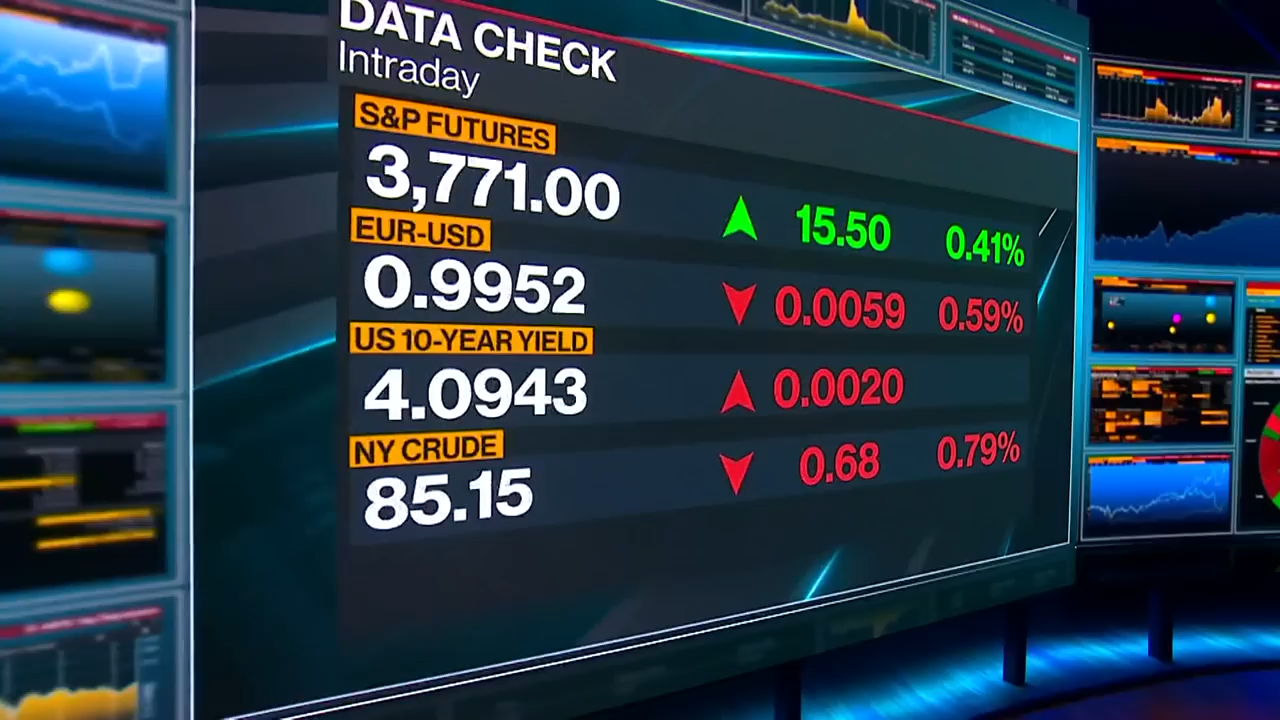 DATA CHECK
Intraday
S&P FUTURES
3,771.00 15.50 0.41%
EUR-USD
0.9952 0.0059 0.59%
US 10-YEAR YIELD
4.0943 0.0020
NY CRUDE
85.15 0.68 0.79%